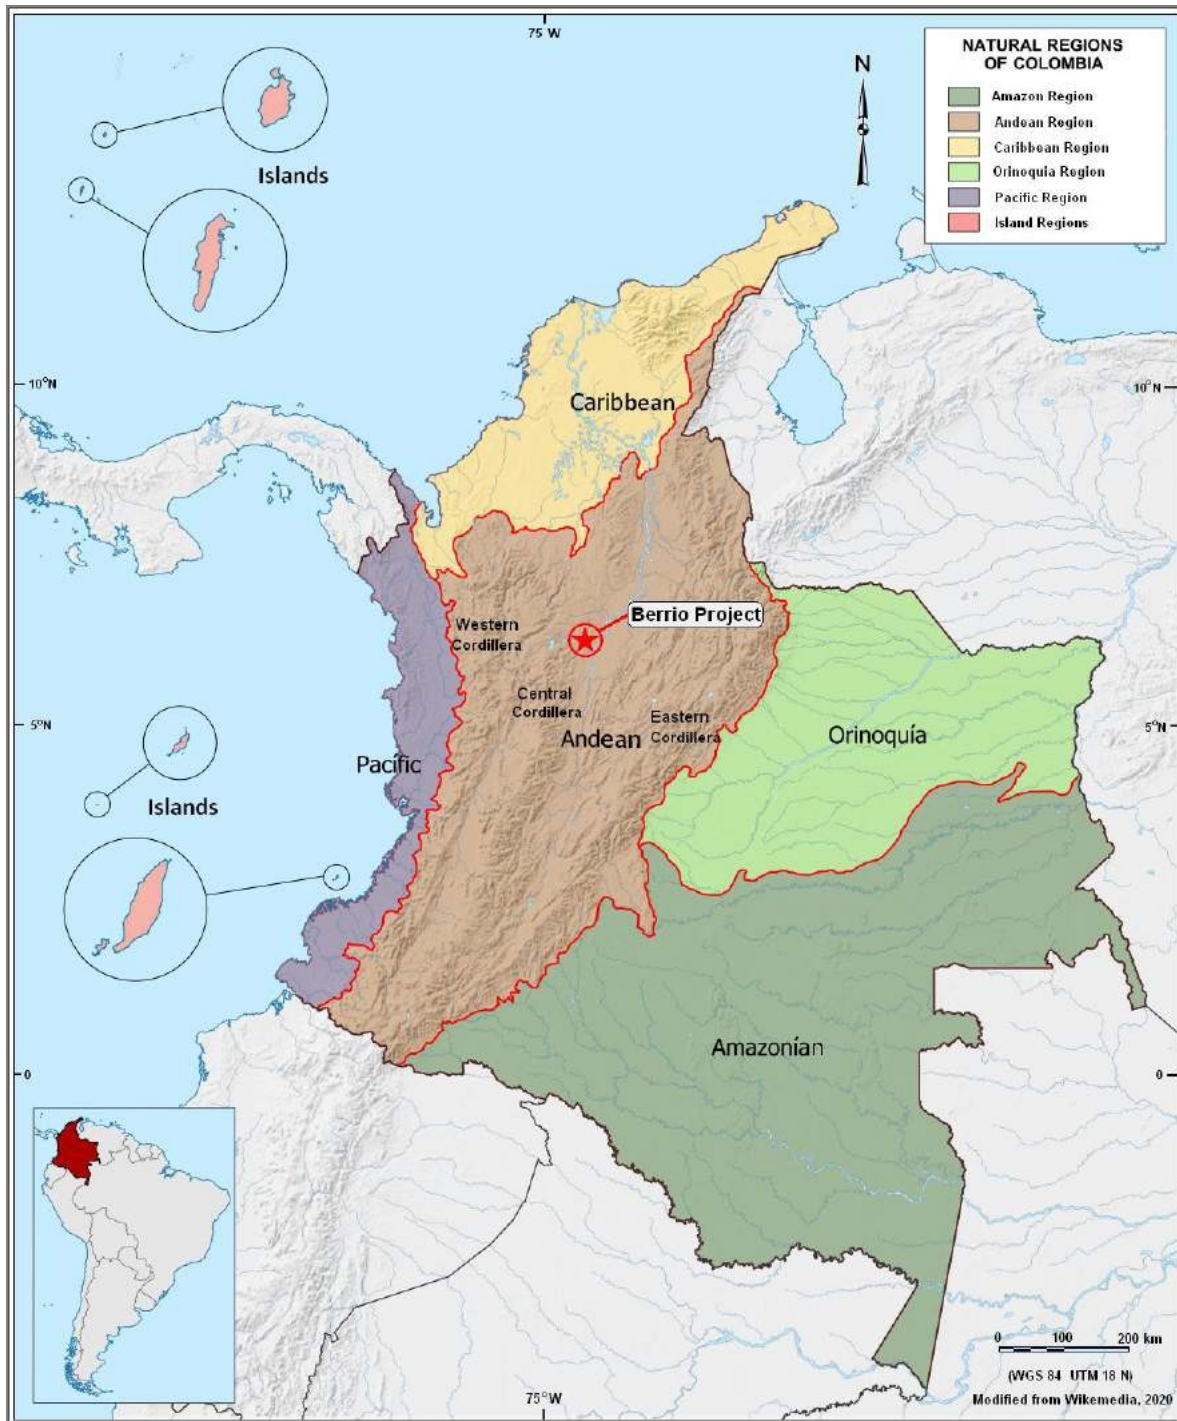 75 W
NATURAL REGIONS
OF COLOMBIA
Amazon Region
Andean Region
Caribbean Region
Orinoquia Region
Pacific Region
Island Regions
N
Islands
10°N
10°N
Caribbean
Berrio Project
Western
Cordillera
Central
Cordillera
Eastern
Cordillera
Andean
5°N
5°N
Orinoquía
Pacífic
Islands
Amazonían
0
0
0 100 200 km
(WGS 84 UTM 18 N)
Modified from Wikemedia, 2020
75°W